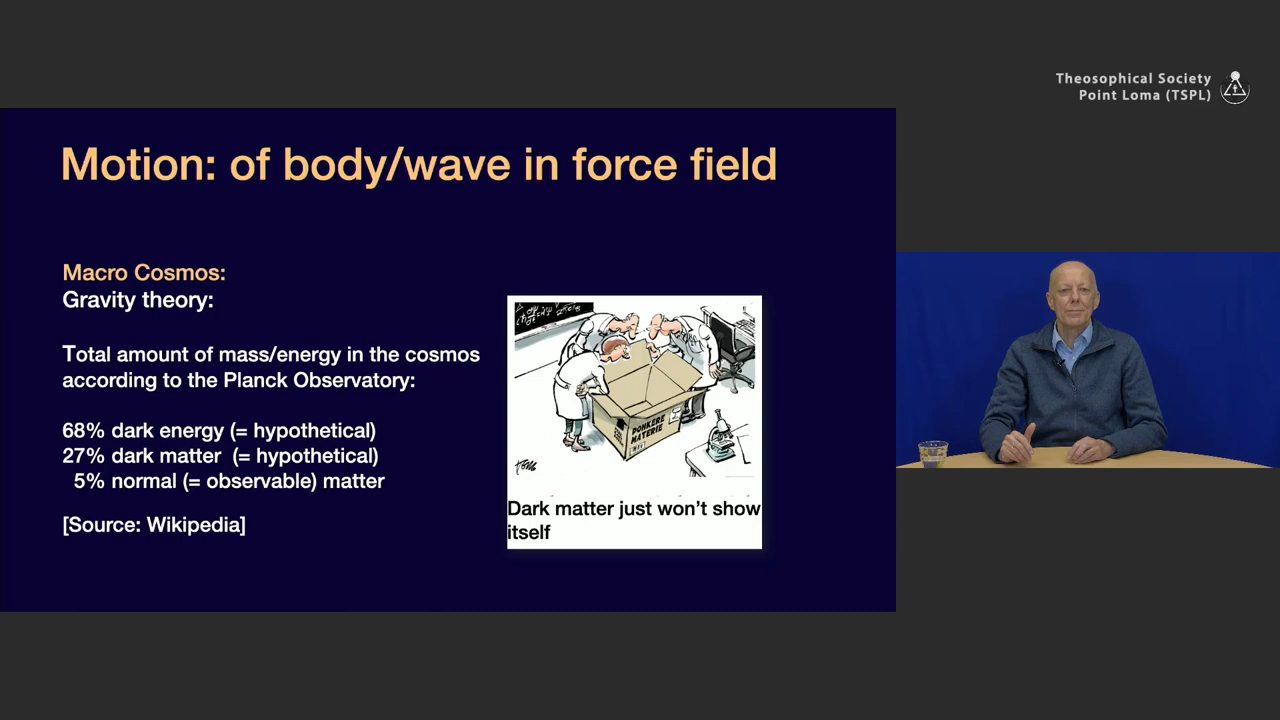 Theosophical Society
Point Loma (TSPL)
Motion: of body/wave in force field
Macro Cosmos:
Gravity theory:
Total amount of mass/energy in the cosmos
according to the Planck Observatory:
68% dark energy (= hypothetical)
27% dark matter (= hypothetical)
5% normal (= observable) matter
[Source: Wikipedia]
DONKERE
MATERIE
Dark matter just won't show
itself